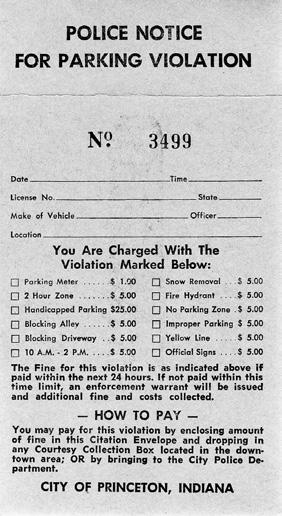 POLICE NOTICE
FOR PARKING VIOLATION
Nº 3499
Date Time
License No. State
Make of Vehicle Officer
Location
You Are Charged With The
Violation Marked Below:
Parking Meter ..... $ 1.00 Snow Removal ... $ 5.00
2 Hour Zone ....... $ 5.00 Fire Hydrant .... $ 5.00
Handicapped Parking $25.00 No Parking Zone . $ 5.00
Blocking Alley ..... $ 5.00 Improper Parking $ 5.00
Blocking Driveway .. $ 5.00 Yellow Line ..... $ 5.00
10 A.M. - 2 P.M. .... $ 5.00 Official Signs .... $ 5.00
The Fine for this violation is as indicated above if
paid within the next 24 hours. If not paid within this
time limit, an enforcement warrant will be issued
and additional fine and costs collected.
— HOW TO PAY —
You may pay for this violation by enclosing amount
of fine in this Citation Envelope and dropping in
any Courtesy Collection Box located in the down-
town area; OR by bringing to the City Police De-
partment.
CITY OF PRINCETON, INDIANA